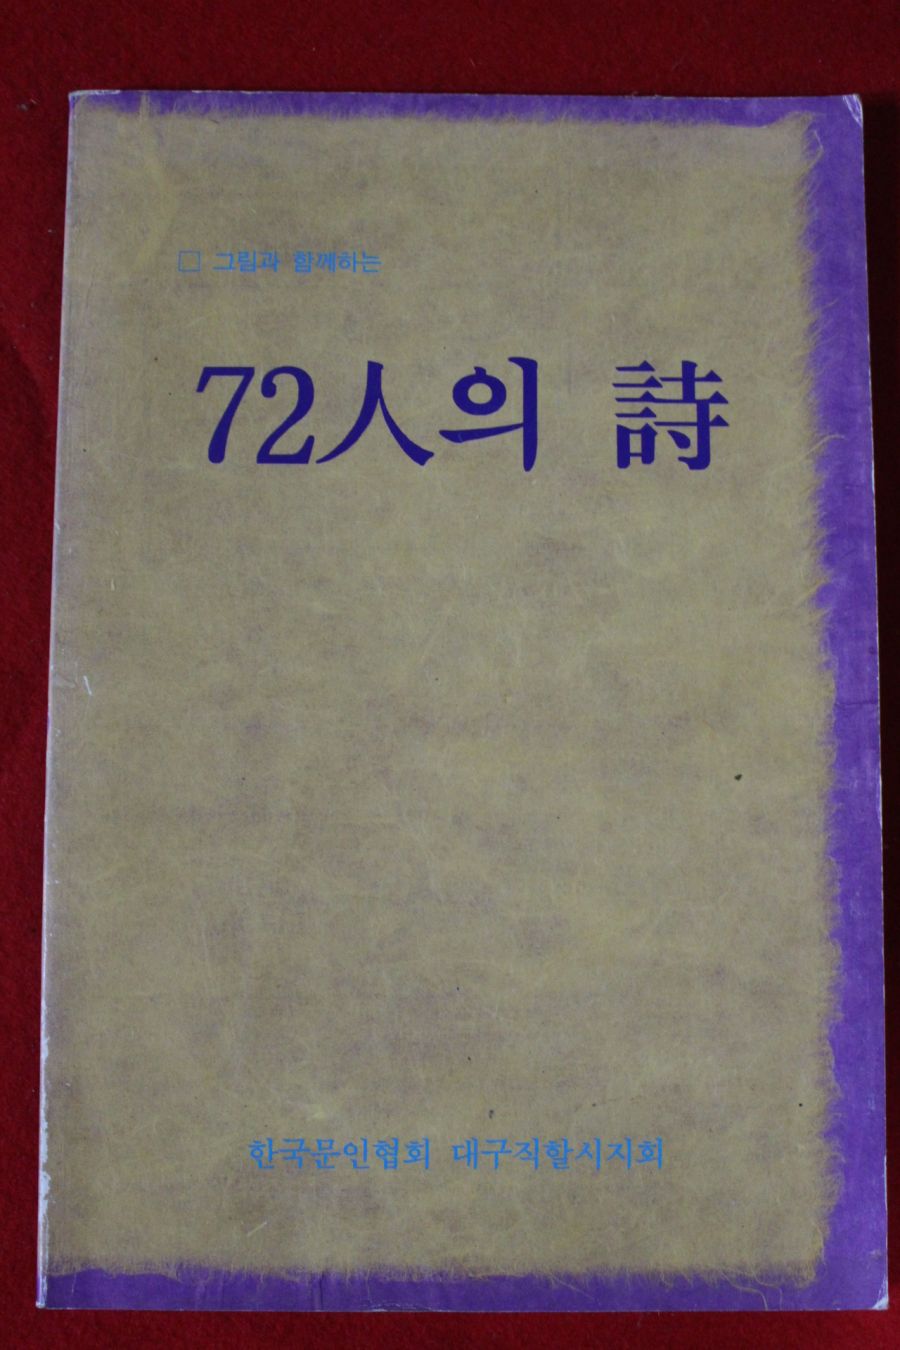 □ 그림과 함께하는
72人의 詩
한국문인협회 대구직할시지회